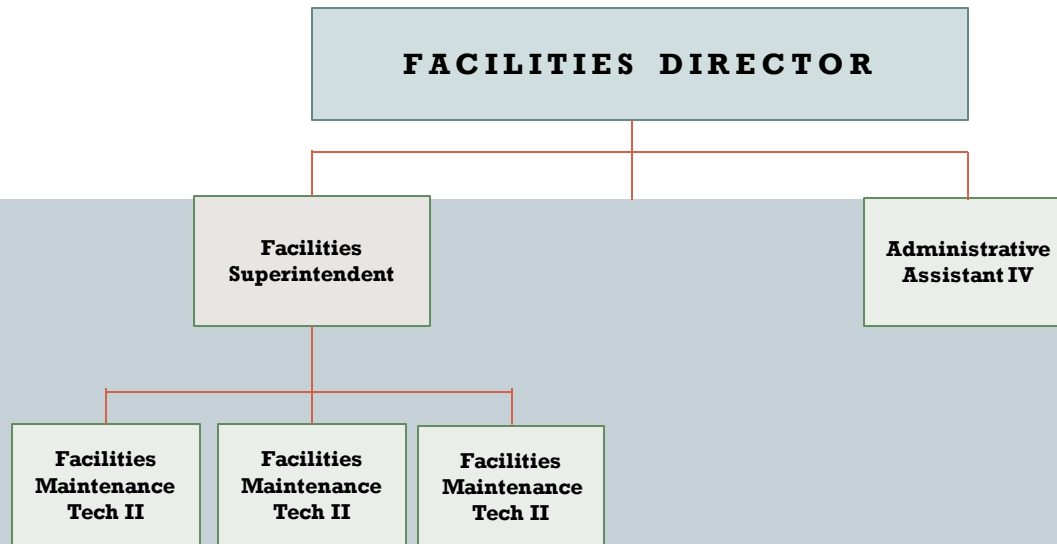 FACILITIES DIRECTOR
Facilities
Superintendent
Administrative
Assistant IV
Facilities
Maintenance
Tech II
Facilities
Maintenance
Tech II
Facilities
Maintenance
Tech II